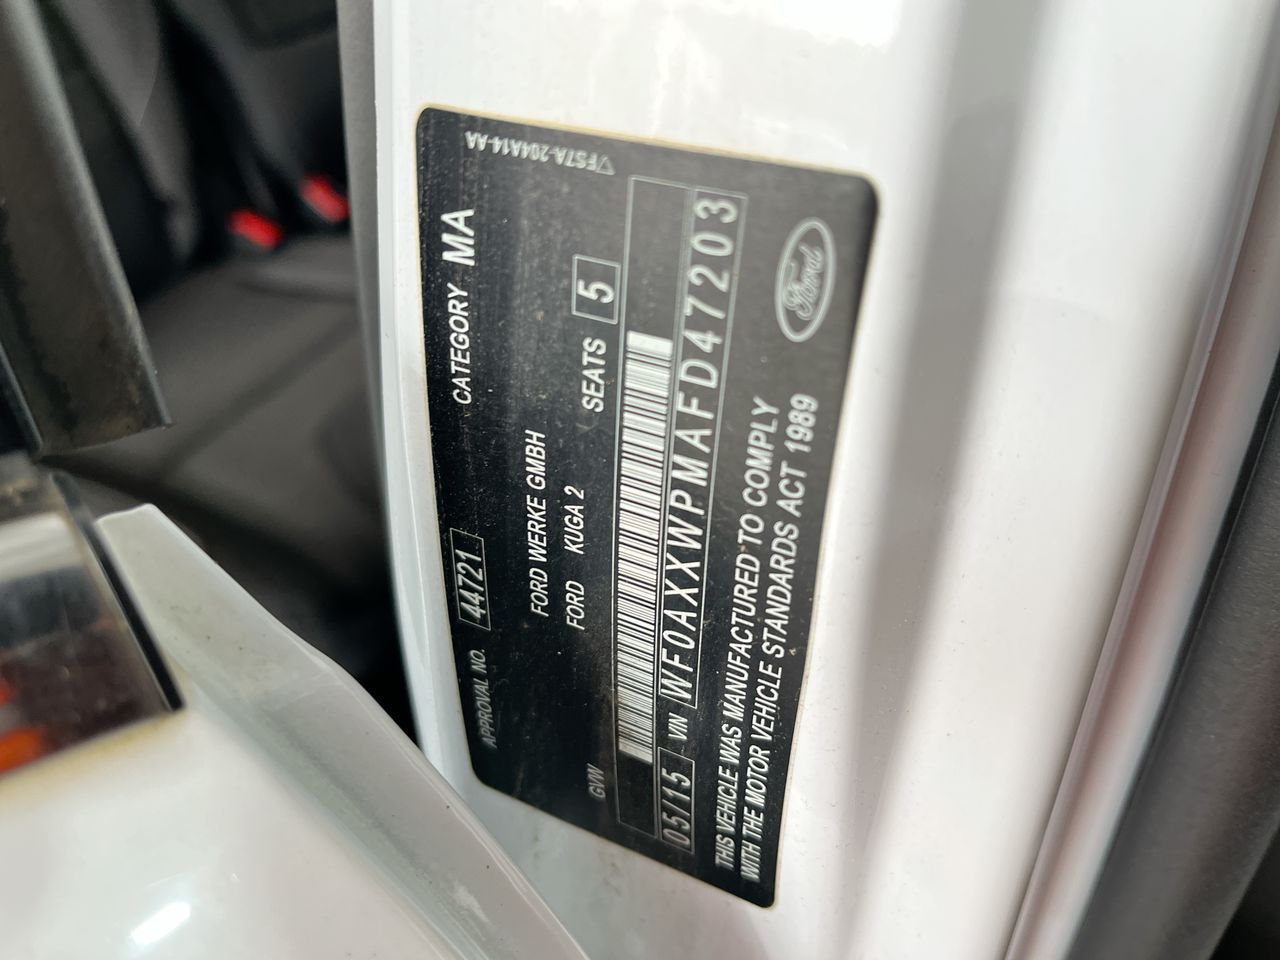 ▽FS7A-204A14-AA
APPROVAL NO. 44721 CATEGORY MA
FORD WERKE GMBH
FORD KUGA 2
GVW SEATS 5
05/15 VIN WF0AXXWPMAFD47203
THIS VEHICLE WAS MANUFACTURED TO COMPLY
WITH THE MOTOR VEHICLE STANDARDS ACT 1989
Ford